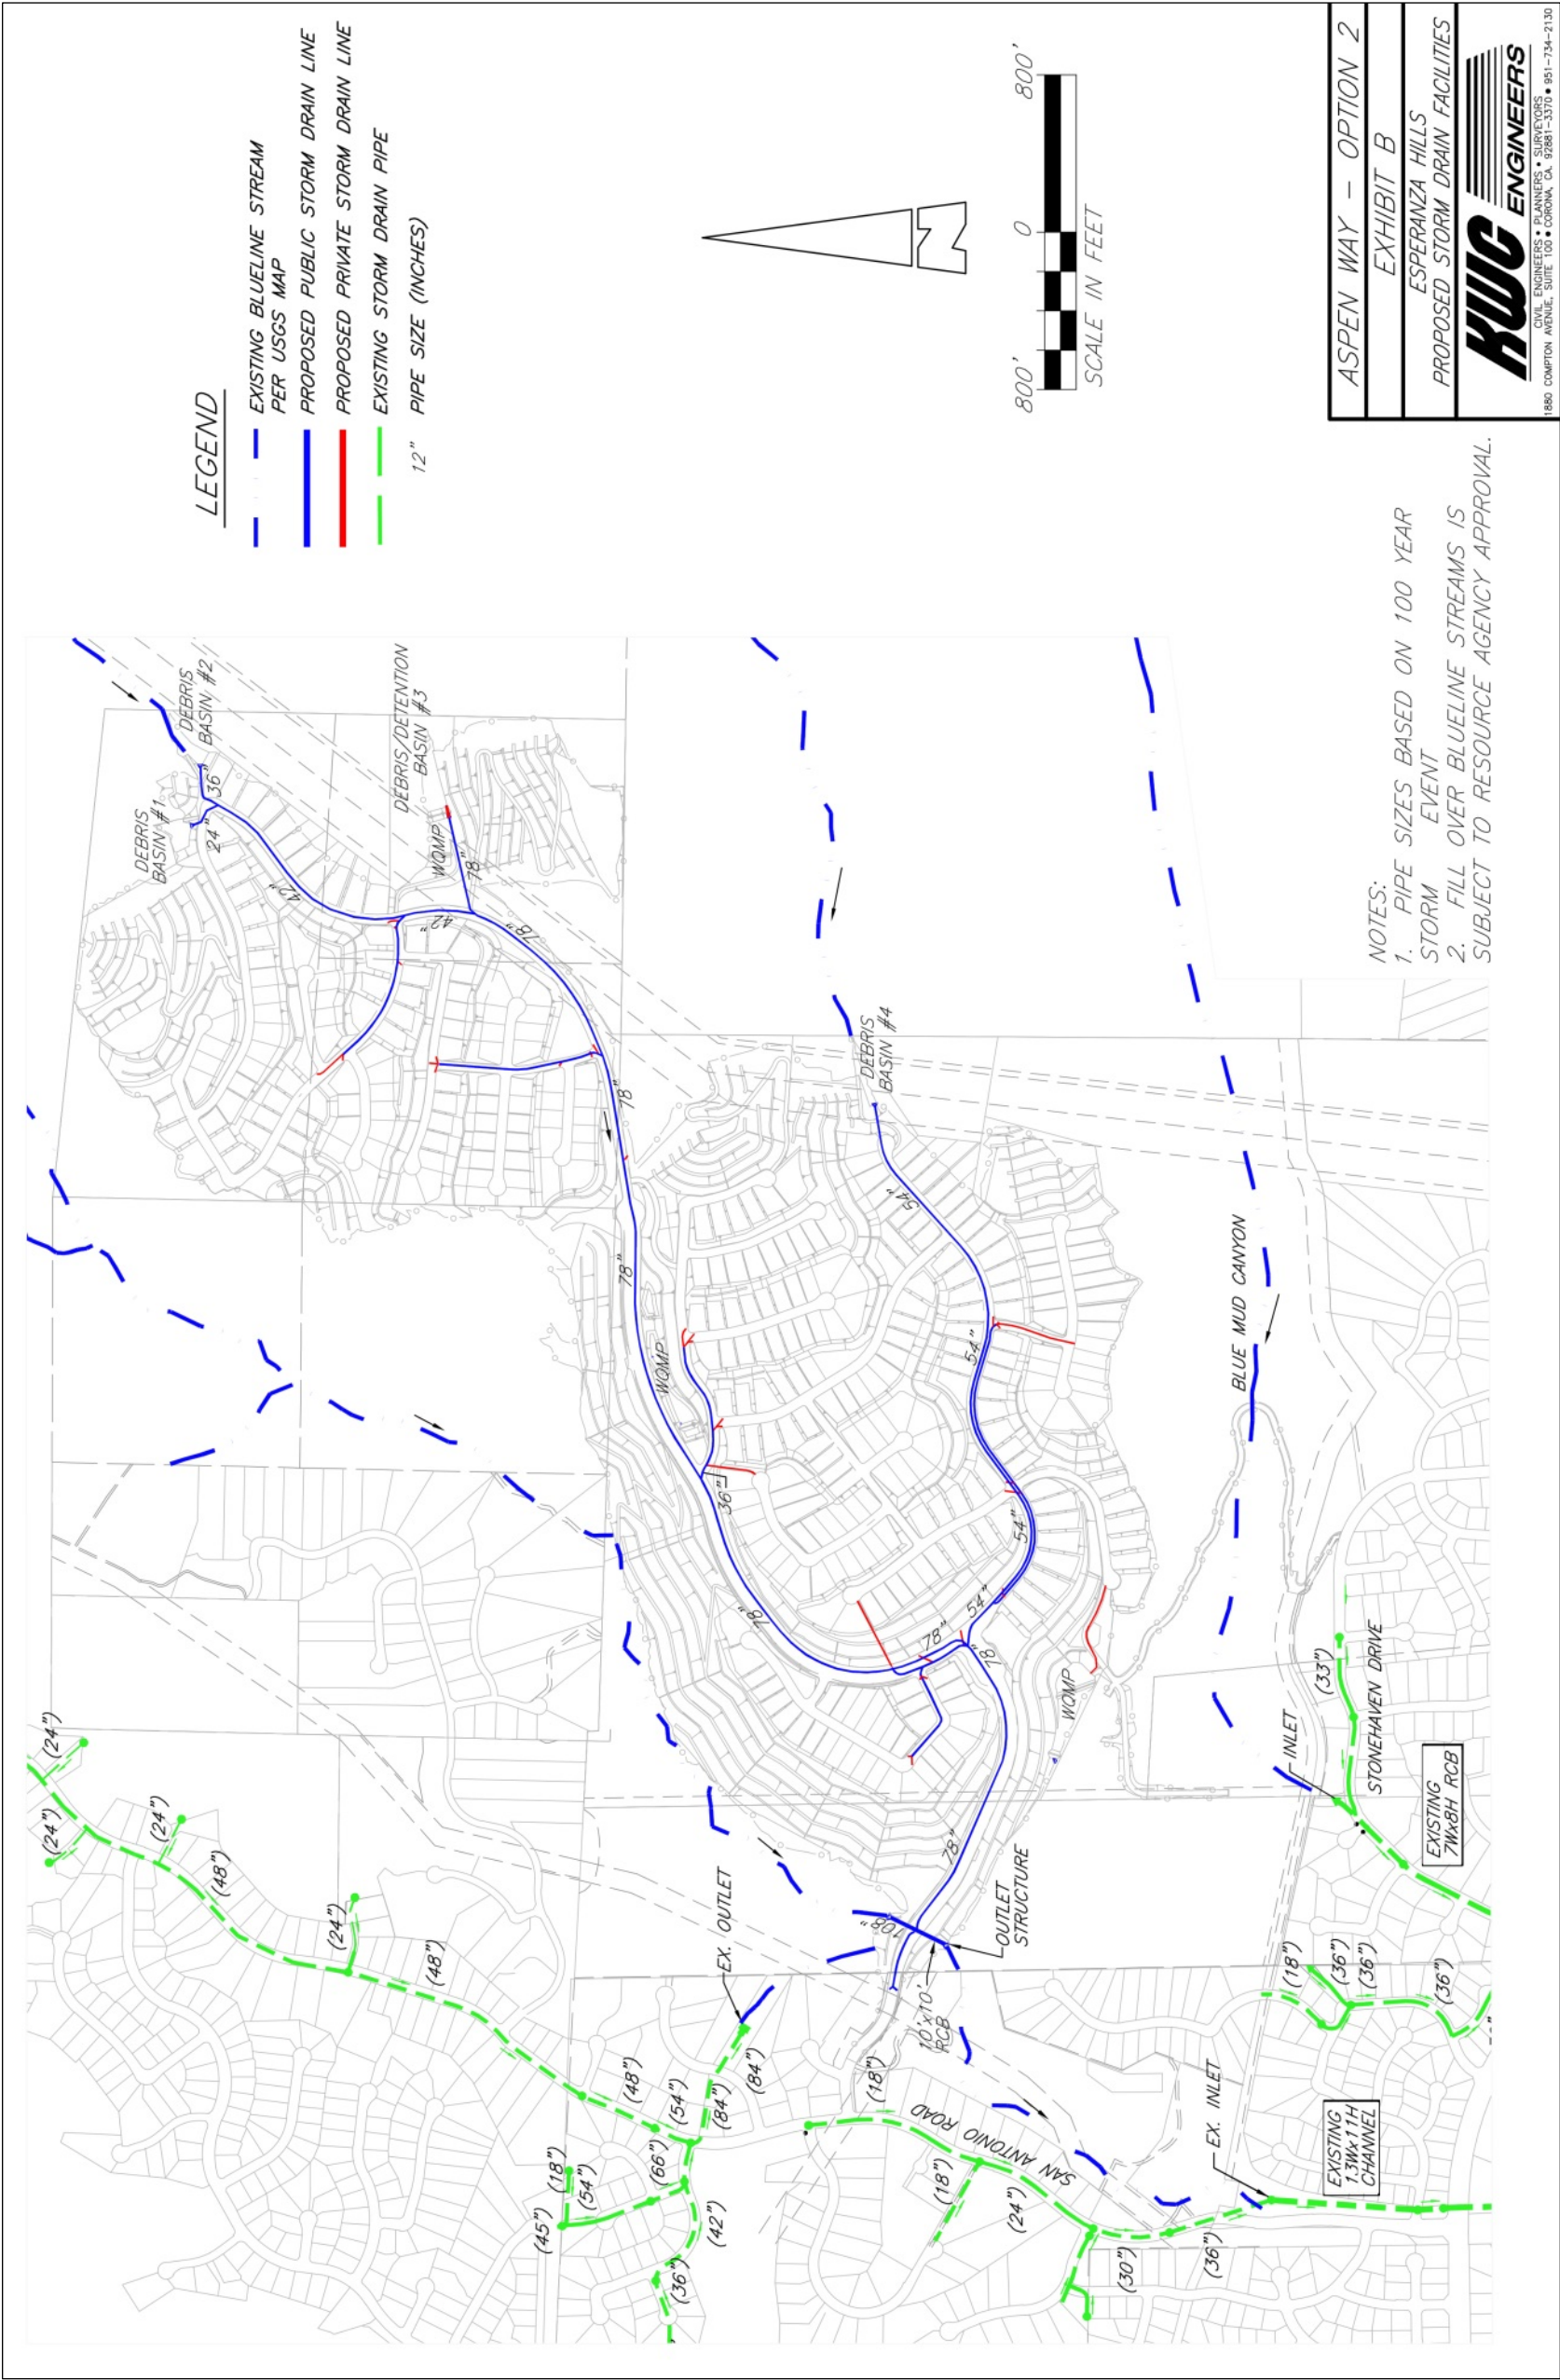 LEGEND
EXISTING BLUELINE STREAM
PER USGS MAP
PROPOSED PUBLIC STORM DRAIN LINE
PROPOSED PRIVATE STORM DRAIN LINE
EXISTING STORM DRAIN PIPE
12" PIPE SIZE (INCHES)
N
800' 0 800'
SCALE IN FEET
(24")
(24")
(24")
(48")
(24")
(48")
(48")
(54")
(84")
(84")
(66")
(18")
(54")
(45")
(42")
(36")
EX. OUTLET
DEBRIS
BASIN #1
DEBRIS
BASIN #2
24"
36"
42"
42"
DEBRIS/DETENTION
BASIN #3
WQMP
78"
78"
78"
78"
WQMP
36"
78"
78"
78"
78"
DEBRIS
BASIN #4
54"
54"
54"
54"
WQMP
108"
10'x10'
RCB
OUTLET
STRUCTURE
(18")
SAN ANTONIO ROAD
(18")
(24")
(30")
(36")
EX. INLET
EXISTING
13Wx11H
CHANNEL
BLUE MUD CANYON
INLET
(33")
STONEHAVEN DRIVE
EXISTING
7Wx8H RCB
(18")
(36")
(36")
(36")
NOTES:
1. PIPE SIZES BASED ON 100 YEAR
STORM EVENT
2. FILL OVER BLUELINE STREAMS IS
SUBJECT TO RESOURCE AGENCY APPROVAL.
ASPEN WAY - OPTION 2
EXHIBIT B
ESPERANZA HILLS
PROPOSED STORM DRAIN FACILITIES
KWC ENGINEERS
CIVIL ENGINEERS • PLANNERS • SURVEYORS
1880 COMPTON AVENUE, SUITE 100 • CORONA, CA. 92881-3370 • 951-734-2130